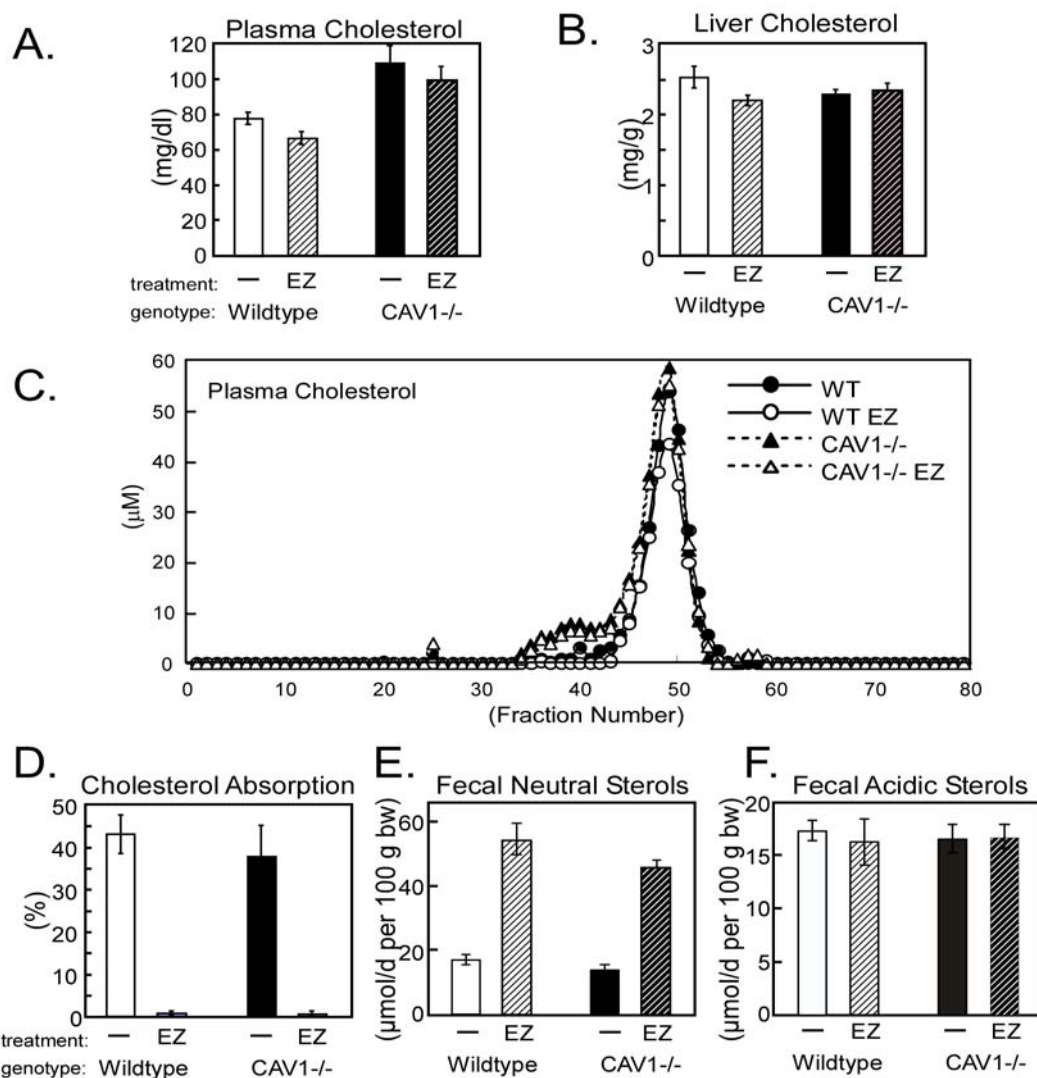 A.
Plasma Cholesterol
120
100
80
60
40
20
0
(mg/dl)
treatment: — EZ — EZ
genotype: Wildtype CAV1-/-
B.
Liver Cholesterol
3
2
1
0
(mg/g)
— EZ — EZ
Wildtype CAV1-/-
C.
Plasma Cholesterol
60
50
40
30
20
10
0
(µM)
WT
WT EZ
CAV1-/-
CAV1-/- EZ
0 10 20 30 40 50 60 70 80
(Fraction Number)
D.
Cholesterol Absorption
50
40
30
20
10
0
(%)
treatment: — EZ — EZ
genotype: Wildtype CAV1-/-
E.
Fecal Neutral Sterols
60
40
20
0
(µmol/d per 100 g bw)
— EZ — EZ
Wildtype CAV1-/-
F.
Fecal Acidic Sterols
20
17
15
10
5
0
(µmol/d per 100 g bw)
— EZ — EZ
Wildtype CAV1-/-